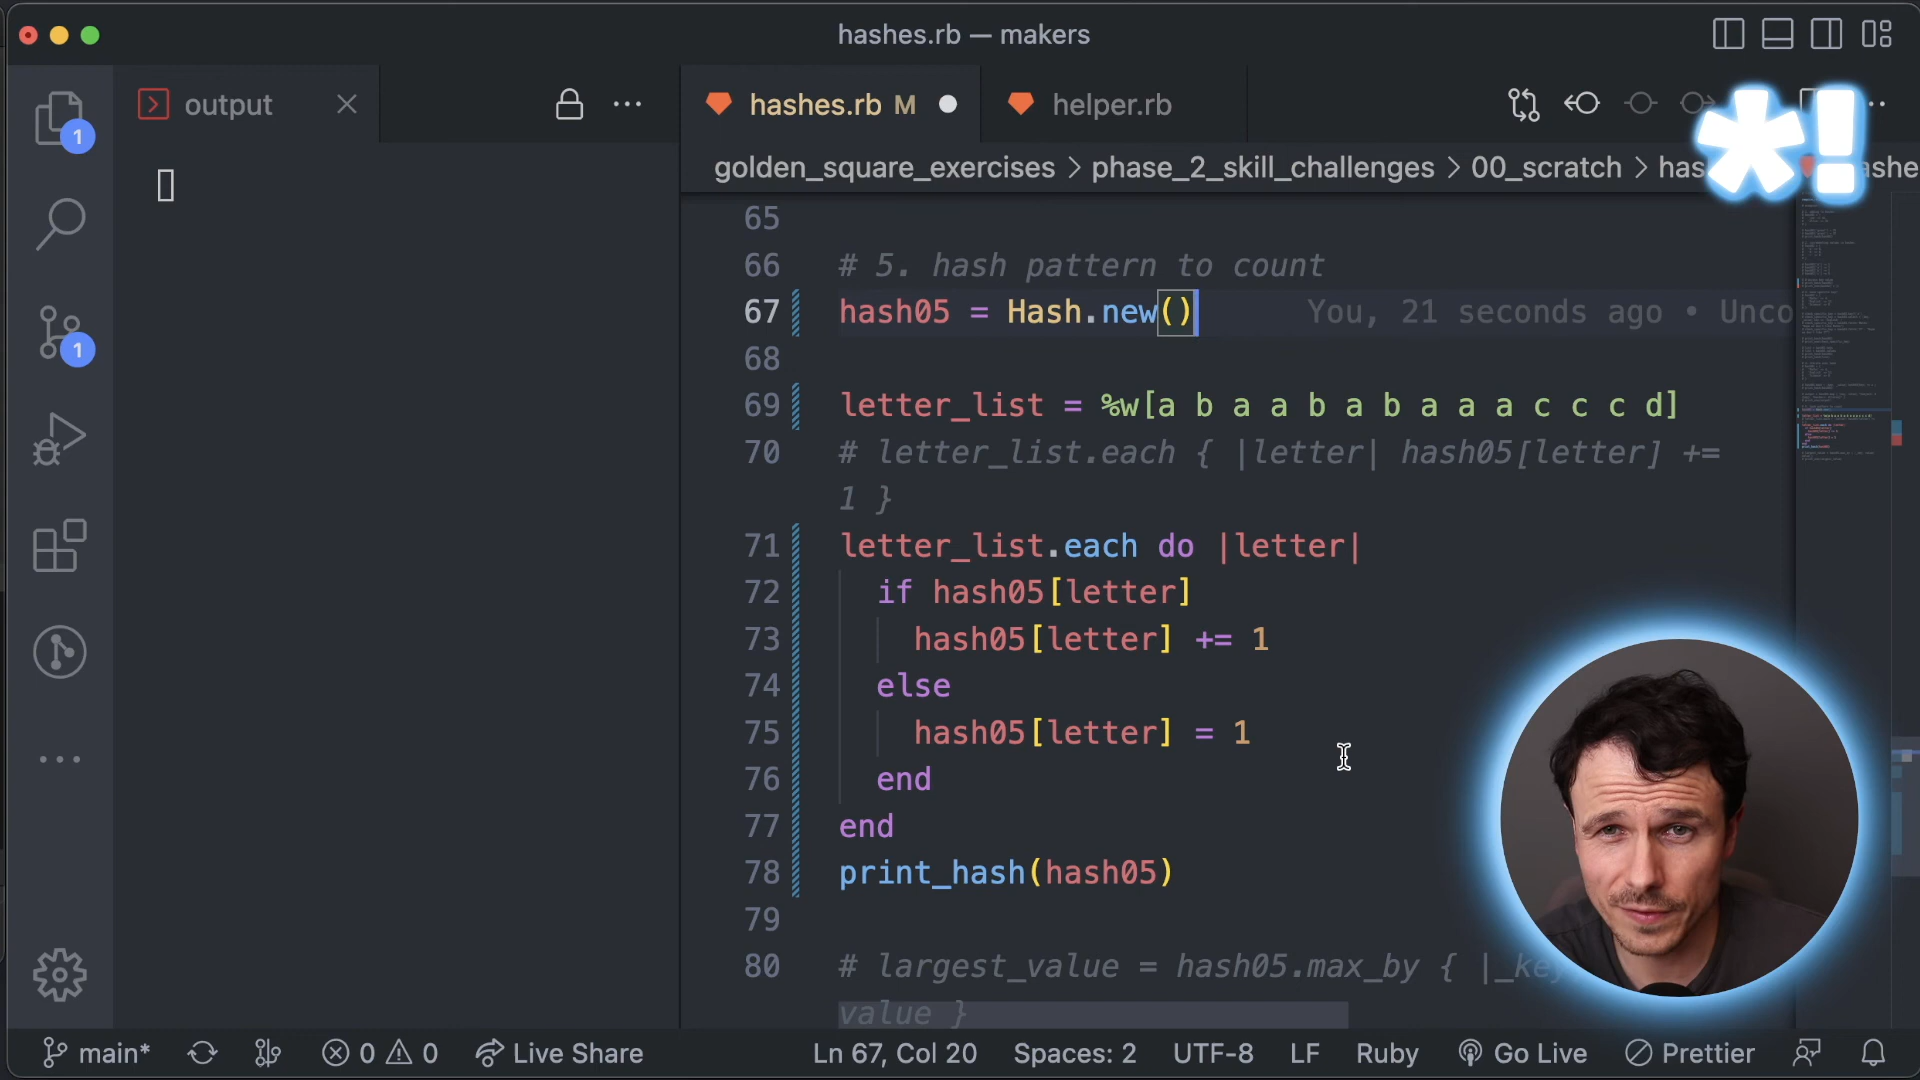 hashes.rb — makers
output
hashes.rb M
helper.rb
golden_square_exercises > phase_2_skill_challenges > 00_scratch >
*!
65
66 # 5. hash pattern to count
67 hash05 = Hash.new() You, 21 seconds ago • Unco
68
69 letter_list = %w[a b a a b a b a a a c c c d]
70 # letter_list.each { |letter| hash05[letter] +=
1 }
71 letter_list.each do |letter|
72 if hash05[letter]
73 hash05[letter] += 1
74 else
75 hash05[letter] = 1
76 end
77 end
78 print_hash(hash05)
79
80 # largest_value = hash05.max_by { |_key
value }
1
1
main* 0 0 Live Share Ln 67, Col 20 Spaces: 2 UTF-8 LF Ruby Go Live Prettier